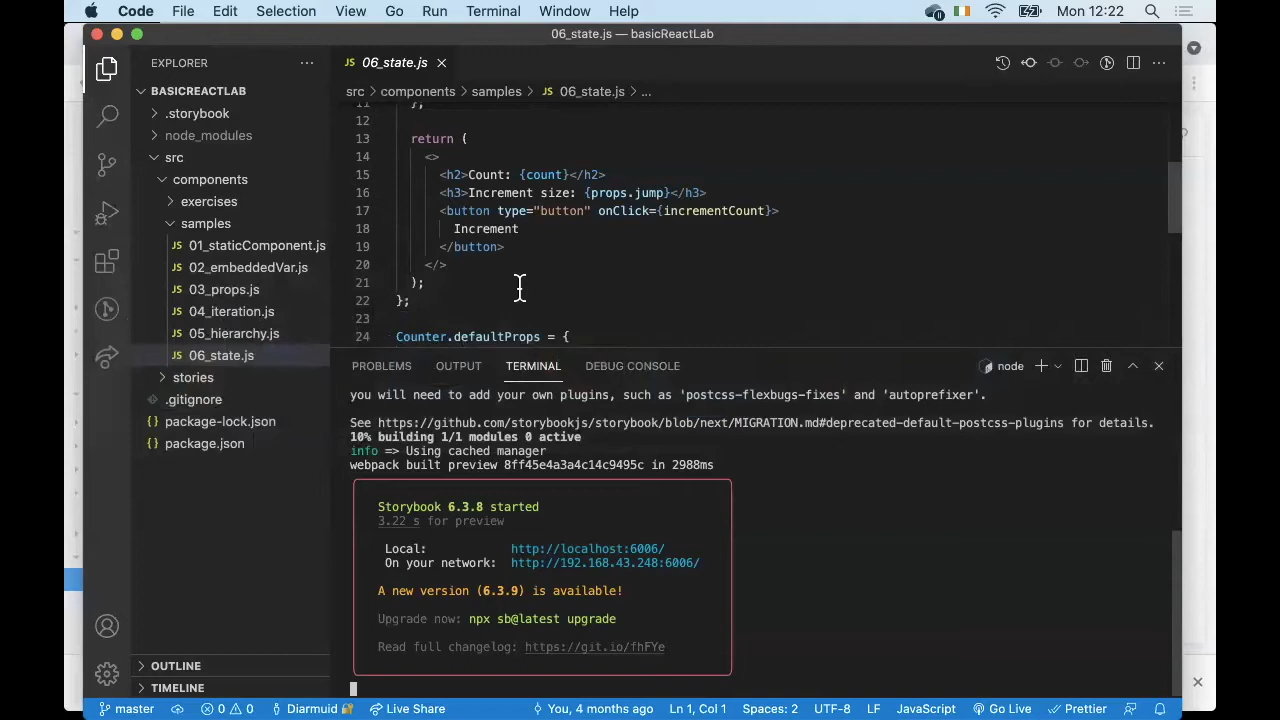 Code File Edit Selection View Go Run Terminal Window Help Mon 12:22
06_state.js — basicReactLab
EXPLORER
BASICREACTLAB
.storybook
node_modules
src
components
exercises
samples
JS 01_staticComponent.js
JS 02_embeddedVar.js
JS 03_props.js
JS 04_iteration.js
JS 05_hierarchy.js
JS 06_state.js
stories
.gitignore
{} package-lock.json
{} package.json
OUTLINE
TIMELINE
JS 06_state.js
src > components > samples > JS 06_state.js > ...
11 };
12
13 return (
14 <>
15 <h2>Count: {count}</h2>
16 <h3>Increment size: {props.jump}</h3>
17 <button type="button" onClick={incrementCount}>
18 Increment
19 </button>
20 </>
21 );
22 };
23
24 Counter.defaultProps = {
PROBLEMS OUTPUT TERMINAL DEBUG CONSOLE node
you will need to add your own plugins, such as 'postcss-flexbugs-fixes' and 'autoprefixer'.
See https://github.com/storybookjs/storybook/blob/next/MIGRATION.md#deprecated-default-postcss-plugins for details.
10% building 1/1 modules 0 active
info => Using cached manager
webpack built preview 8ff45e4a3a4c14c9495c in 2988ms
Storybook 6.3.8 started
3.22 s for preview
Local: http://localhost:6006/
On your network: http://192.168.43.248:6006/
A new version (6.3.9) is available!
Upgrade now: npx sb@latest upgrade
Read full changelog: https://git.io/fhFYe
master 0 0 Diarmuid Live Share You, 4 months ago Ln 1, Col 1 Spaces: 2 UTF-8 LF JavaScript Go Live Prettier